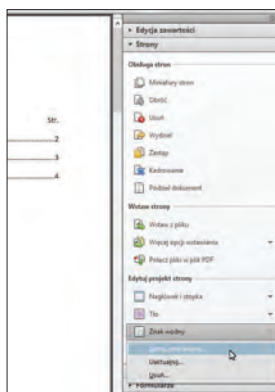 Edycja zawartości
Strony
Obsługa stron
Miniatury stron
Obróć
Usuń
Wydziel
Zastąp
Kadrowanie
Podziel dokument
Wstaw strony
Wstaw z pliku
Więcej opcji wstawiania
Połącz pliki w plik PDF
Edytuj projekt strony
Nagłówek i stopka
Tło
Znak wodny
Uaktualnij...
Usuń...
Formularze
Str.
2
3
4